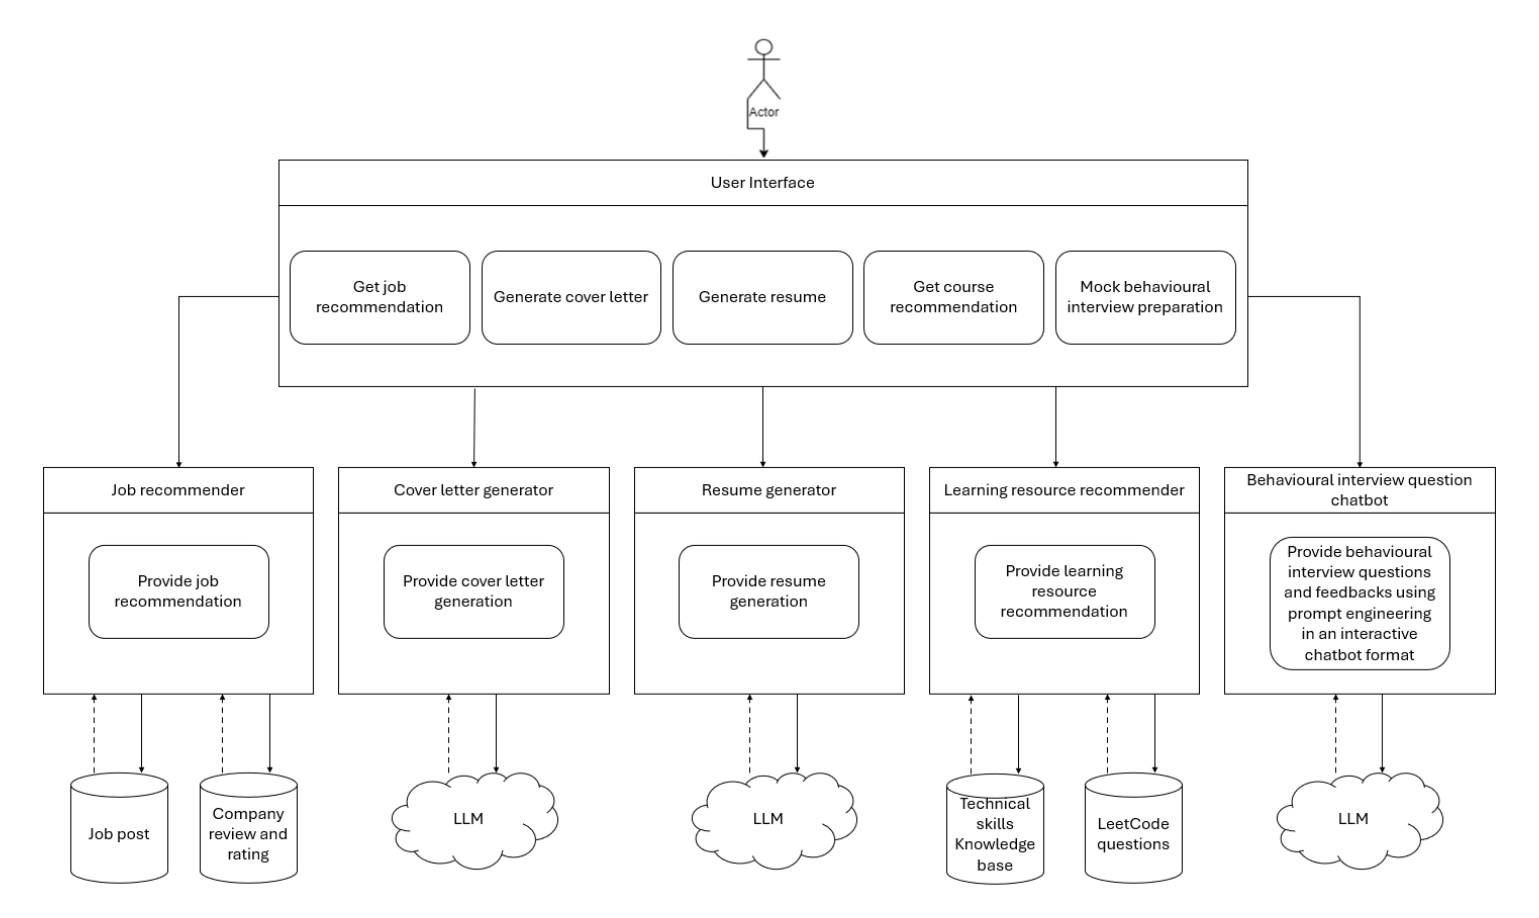 Actor
User Interface
Get job
recommendation
Generate cover letter
Generate resume
Get course
recommendation
Mock behavioural
interview preparation
Job recommender
Provide job
recommendation
Cover letter generator
Provide cover letter
generation
Resume generator
Provide resume
generation
Learning resource recommender
Provide learning
resource
recommendation
Behavioural interview question
chatbot
Provide behavioural
interview questions
and feedbacks using
prompt engineering
in an interactive
chatbot format
Job post
Company
review and
rating
LLM
LLM
Technical
skills
Knowledge
base
LeetCode
questions
LLM